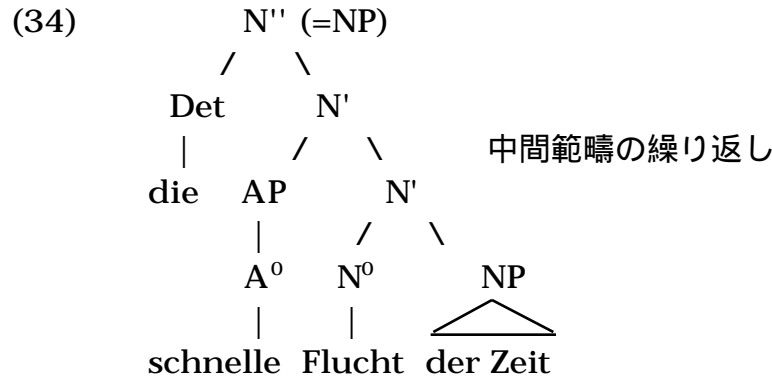 (34) N'' (=NP)
Det N'
die AP N' 中間範疇の繰り返し
A⁰ N⁰ NP
schnelle Flucht der Zeit